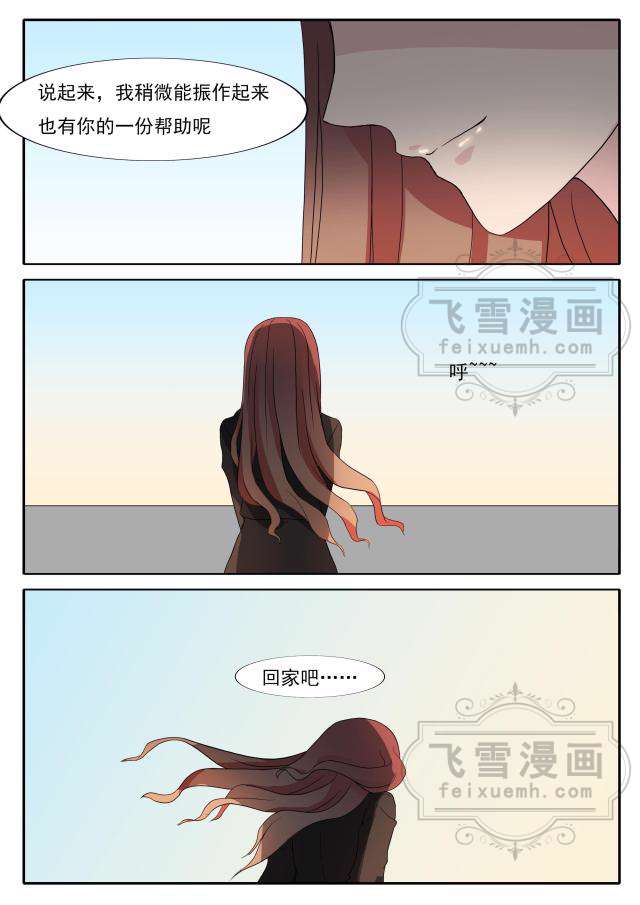 说起来，我稍微能振作起来
也有你的一份帮助呢
飞雪漫画
feixuemh.com
呼~~~
回家吧……
飞雪漫画
feixuemh.com